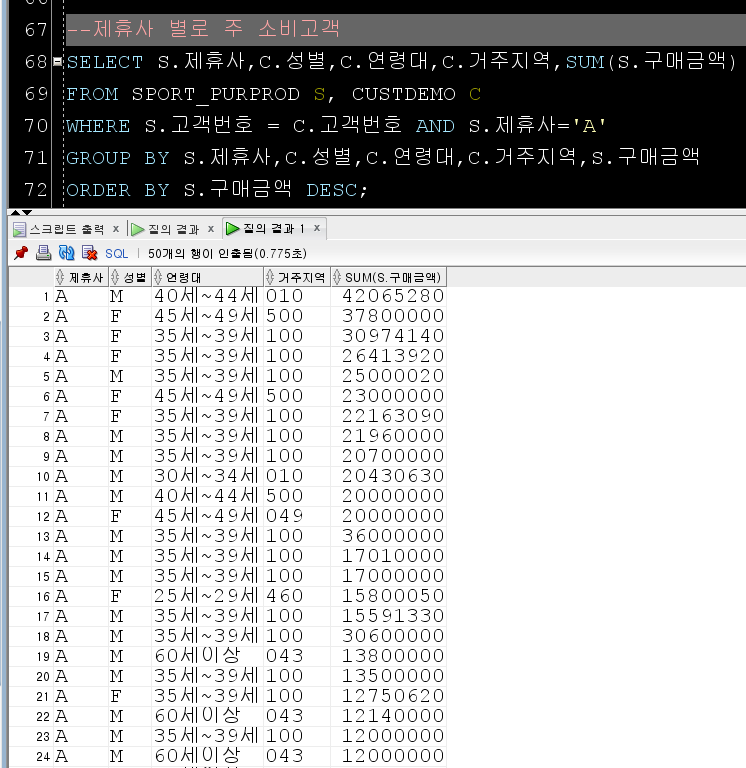 67 --제휴사 별로 주 소비고객
68 SELECT S.제휴사,C.성별,C.연령대,C.거주지역,SUM(S.구매금액)
69 FROM SPORT_PURPROD S, CUSTDEMO C
70 WHERE S.고객번호 = C.고객번호 AND S.제휴사='A'
71 GROUP BY S.제휴사,C.성별,C.연령대,C.거주지역,S.구매금액
72 ORDER BY S.구매금액 DESC;
스크립트 출력 x 질의 결과 x 질의 결과 1 x
SQL | 50개의 행이 인출됨(0.775초)
제휴사 성별 연령대 거주지역 SUM(S.구매금액)
1 A M 40세~44세 010 42065280
2 A F 45세~49세 500 37800000
3 A F 35세~39세 100 30974140
4 A F 35세~39세 100 26413920
5 A M 35세~39세 100 25000020
6 A F 45세~49세 500 23000000
7 A F 35세~39세 100 22163090
8 A M 35세~39세 100 21960000
9 A M 35세~39세 100 20700000
10 A M 30세~34세 010 20430630
11 A M 40세~44세 500 20000000
12 A F 45세~49세 049 20000000
13 A M 35세~39세 100 36000000
14 A M 35세~39세 100 17010000
15 A M 35세~39세 100 17000000
16 A F 25세~29세 460 15800050
17 A M 35세~39세 100 15591330
18 A M 35세~39세 100 30600000
19 A M 60세이상 043 13800000
20 A M 35세~39세 100 13500000
21 A F 35세~39세 100 12750620
22 A M 60세이상 043 12140000
23 A M 35세~39세 100 12000000
24 A M 60세이상 043 12000000